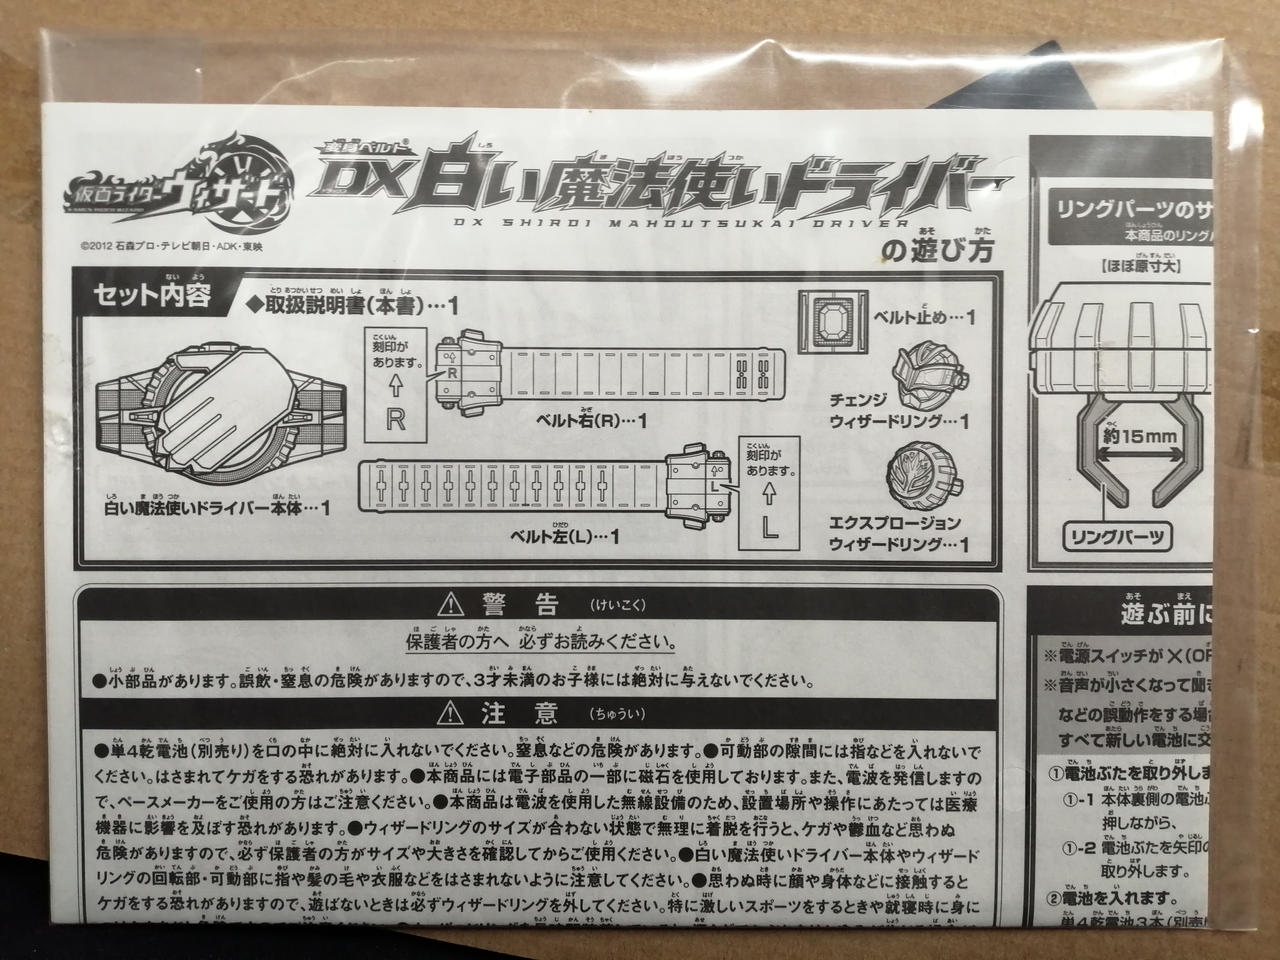 仮面ライダーウィザード
KAMEN RIDER WIZARD
©2012 石森プロ・テレビ朝日・ADK・東映
変身ベルト
DX白い魔法使いドライバー
DX SHIROI MAHOUTSUKAI DRIVER
の遊び方
セット内容
◆取扱説明書(本書)…1
白い魔法使いドライバー本体…1
刻印が
あります。
R
R
ベルト右(R)…1
L
刻印が
あります。
L
ベルト左(L)…1
ベルト止め…1
チェンジ
ウィザードリング…1
エクスプロージョン
ウィザードリング…1
⚠ 警告 (けいこく)
保護者の方へ 必ずお読みください。
●小部品があります。誤飲・窒息の危険がありますので、3才未満のお子様には絶対に与えないでください。
⚠ 注意 (ちゅうい)
●単4乾電池(別売り)を口の中に絶対に入れないでください。窒息などの危険があります。●可動部の隙間には指などを入れないで
ください。はさまれてケガをする恐れがあります。●本商品には電子部品の一部に磁石を使用しております。また、電波を発信しますの
で、ペースメーカーをご使用の方はご注意ください。●本商品は電波を使用した無線設備のため、設置場所や操作にあたっては医療
機器に影響を及ぼす恐れがあります。●ウィザードリングのサイズが合わない状態で無理に着脱を行うと、ケガや鬱血など思わぬ
危険がありますので、必ず保護者の方がサイズや大きさを確認してからご使用ください。●白い魔法使いドライバー本体やウィザード
リングの回転部・可動部に指や髪の毛や衣服などをはさまれないように注意してください。●思わぬ時に顔や身体などに接触すると
ケガをする恐れがありますので、遊ばないときは必ずウィザードリングを外してください。特に激しいスポーツをするときや就寝時に身に
リングパーツのサ
本商品のリング
【ほぼ原寸大】
約15mm
リングパーツ
遊ぶ前に
※電源スイッチが×(OF
※音声が小さくなって聞き
などの誤動作をする場合
すべて新しい電池に交
①電池ぶたを取り外しま
①-1 本体裏側の電池ぶ
押しながら、
①-2 電池ぶたを矢印の
取り外します。
②電池を入れます。
単4乾電池3本(別売り